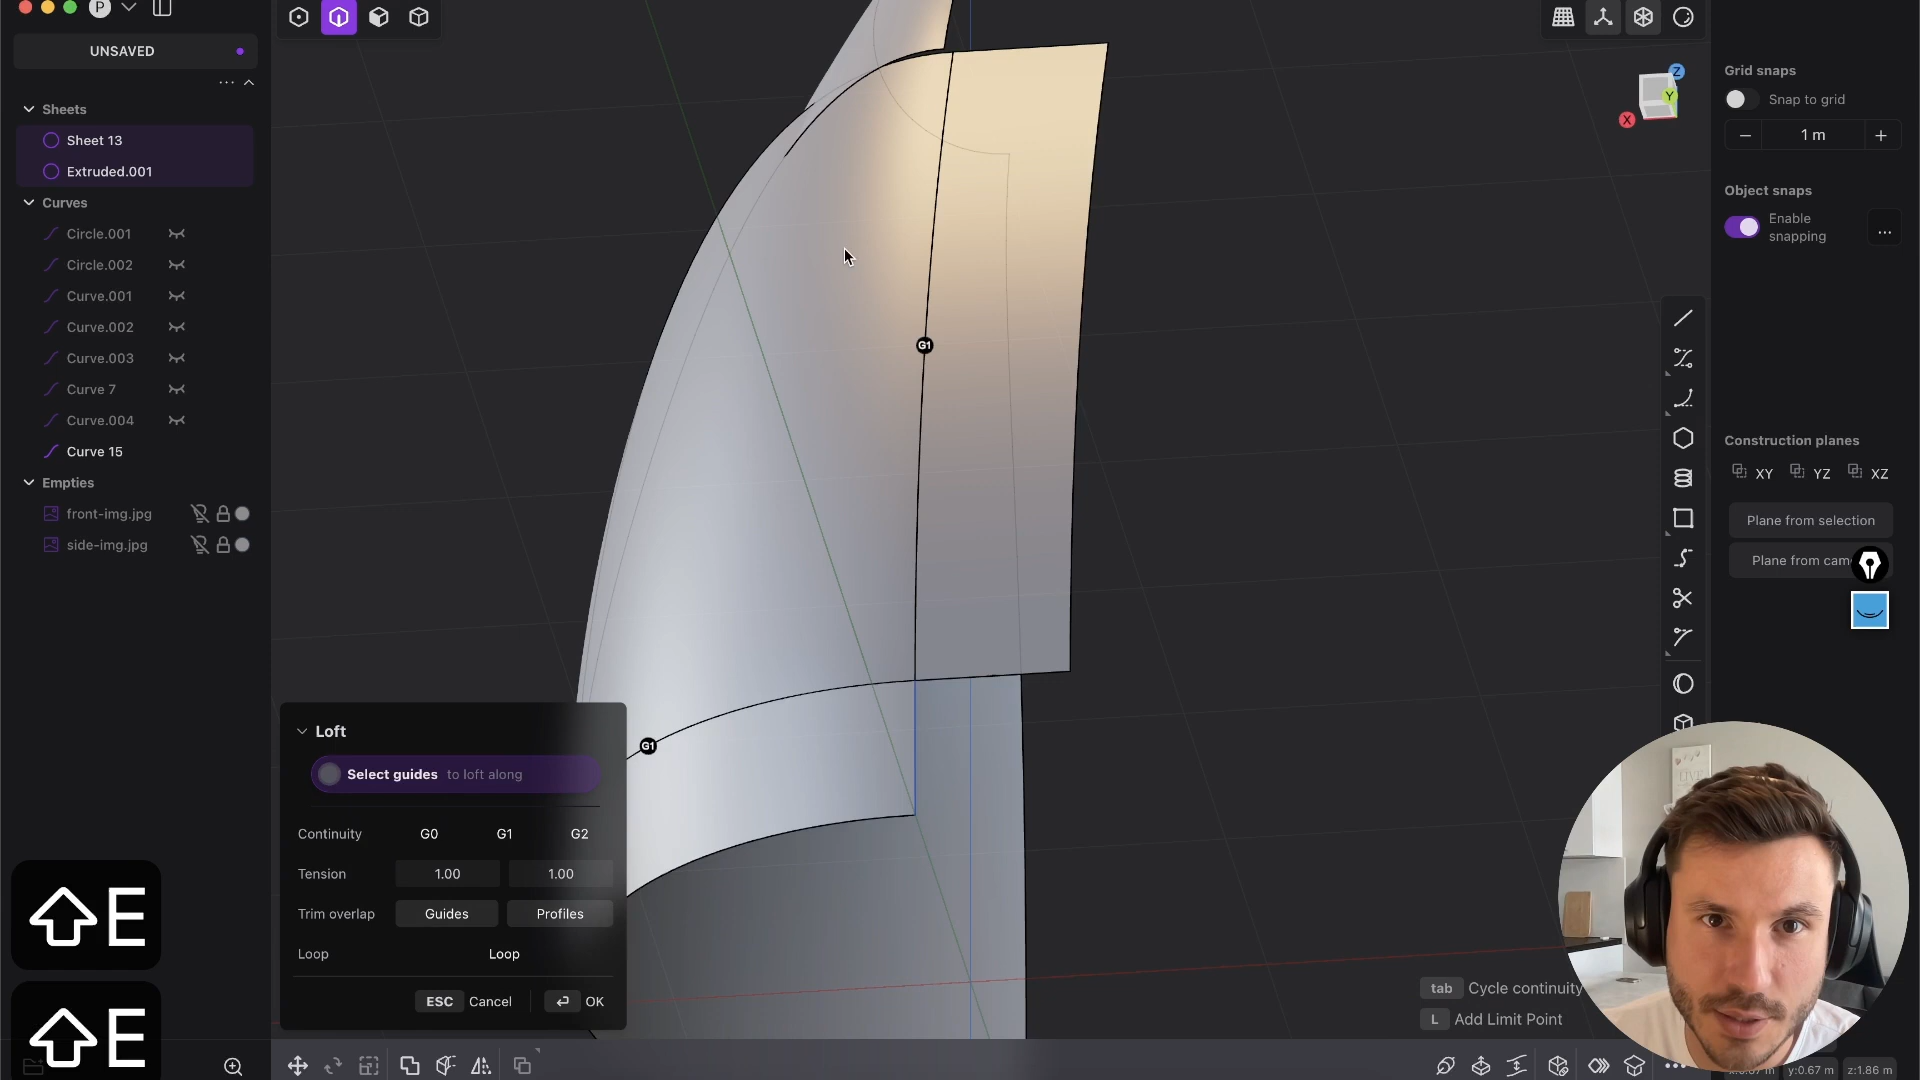 P
UNSAVED
Sheets
Sheet 13
Extruded.001
Curves
Circle.001
Circle.002
Curve.001
Curve.002
Curve.003
Curve 7
Curve.004
Curve 15
Empties
front-img.jpg
side-img.jpg
E
E
G1
G1
Loft
Select guides to loft along
Continuity G0 G1 G2
Tension 1.00 1.00
Trim overlap Guides Profiles
Loop Loop
ESC Cancel OK
Z
Y
X
Grid snaps
Snap to grid
1 m
Object snaps
Enable
snapping
Construction planes
XY YZ XZ
Plane from selection
Plane from cam
tab Cycle continuity
L Add Limit Point
y:0.67 m z:1.86 m